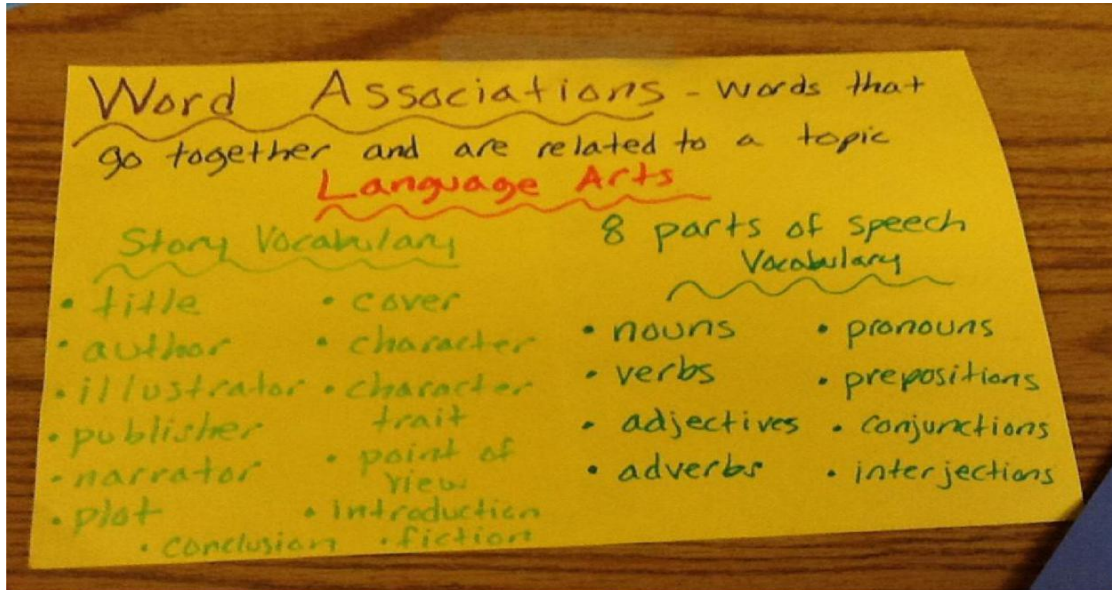 Word Associations - words that
go together and are related to a topic
Language Arts
Story Vocabulary
• title
• author
• illustrator
• publisher
• narrator
• plot
• cover
• character
• character
trait
• point of
view
• Introduction
• conclusion • fiction
8 parts of speech
Vocabulary
• nouns
• verbs
• adjectives
• adverbs
• pronouns
• prepositions
• conjunctions
• interjections